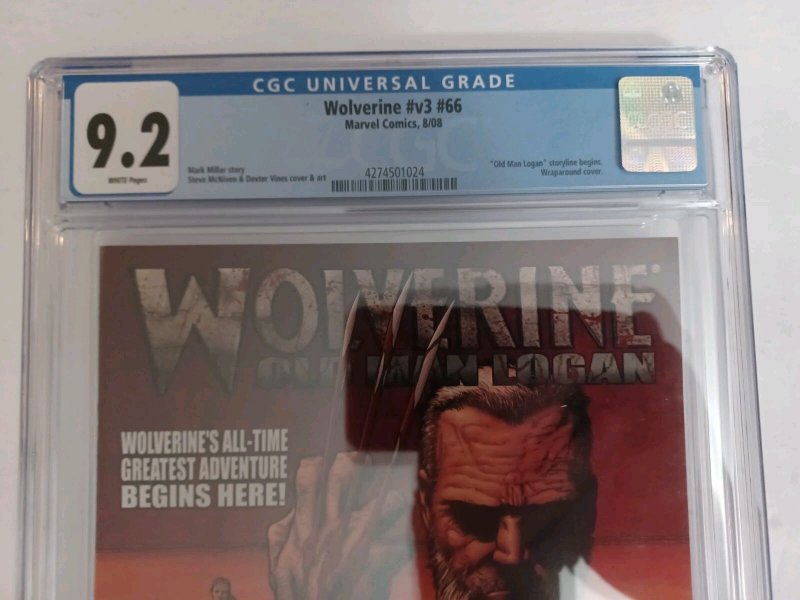 CGC UNIVERSAL GRADE
9.2
WHITE Pages
Wolverine #v3 #66
Marvel Comics, 8/08
Mark Millar story
Steve McNiven & Dexter Vines cover & art
4274501024
"Old Man Logan" storyline begins.
Wraparound cover.
CGC
WOLVERINE
OLD MAN LOGAN
WOLVERINE'S ALL-TIME
GREATEST ADVENTURE
BEGINS HERE!